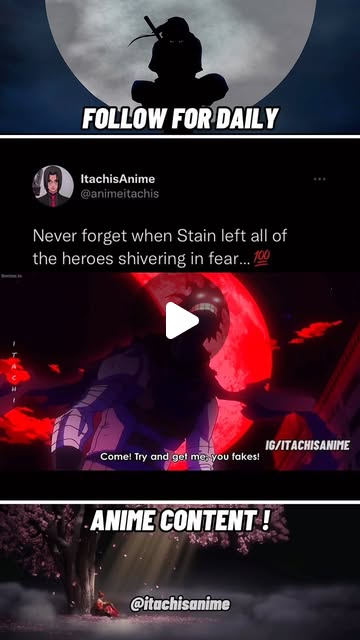 FOLLOW FOR DAILY
ItachisAnime
@animeitachis
Never forget when Stain left all of
the heroes shivering in fear...💯
ITACHI
IG/ITACHISANIME
Come! Try and get me, you fakes!
ANIME CONTENT !
@itachisanime